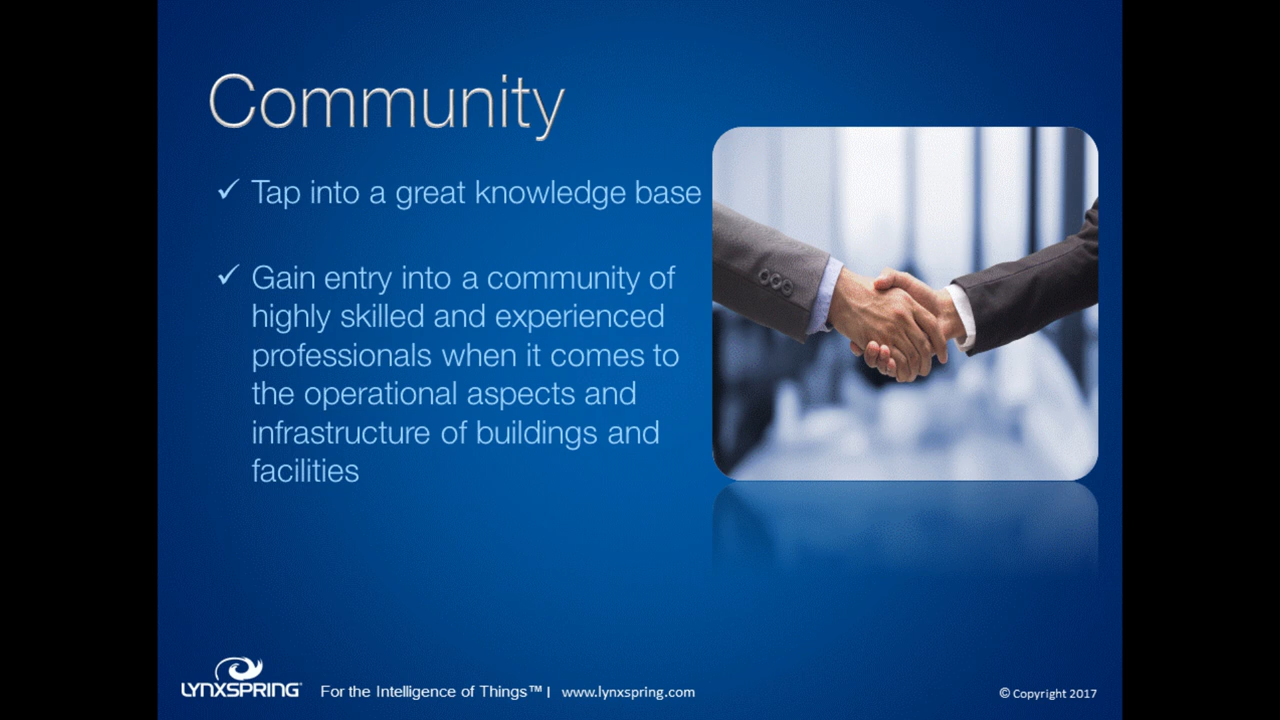 Community
✓ Tap into a great knowledge base
✓ Gain entry into a community of
highly skilled and experienced
professionals when it comes to
the operational aspects and
infrastructure of buildings and
facilities
LYNXSPRING® For the Intelligence of Things™ | www.lynxspring.com
© Copyright 2017